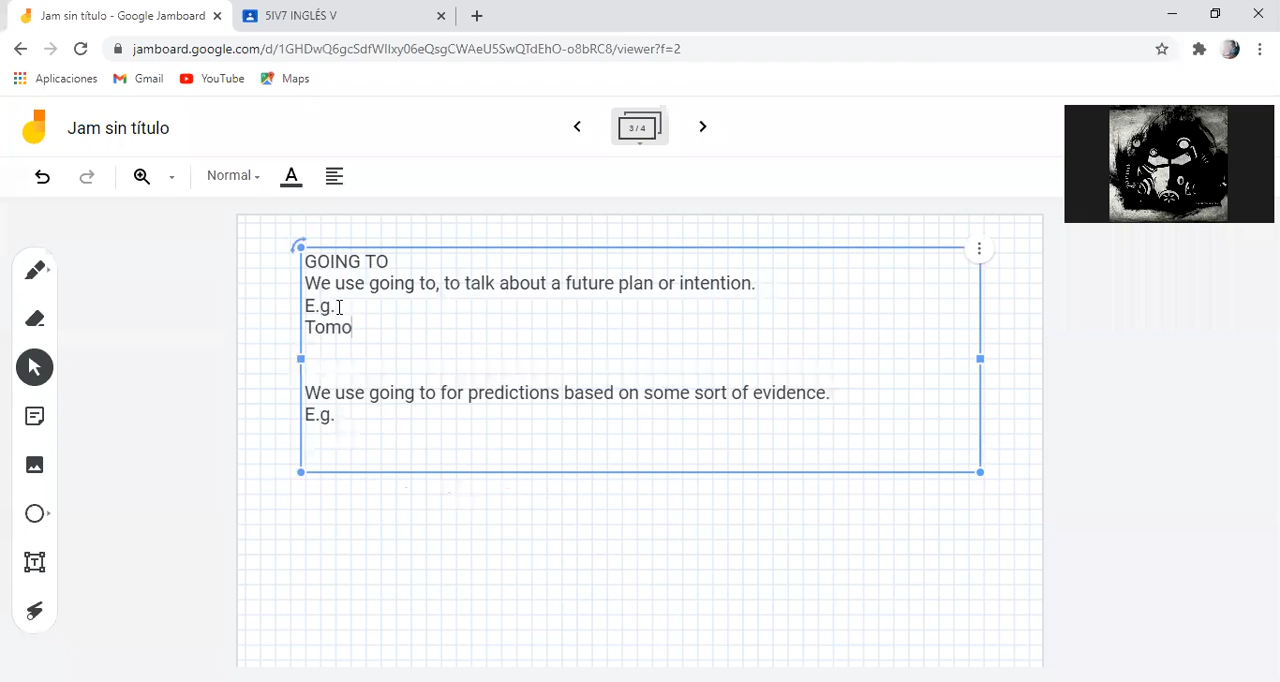 Jam sin título - Google Jamboard
5IV7 INGLÉS V
jamboard.google.com/d/1GHDwQ6gcSdfWIlxy06eQsgCWAeU5SwQTdEhO-o8bRC8/viewer?f=2
Aplicaciones Gmail YouTube Maps
Jam sin título
3 / 4
Normal
GOING TO
We use going to, to talk about a future plan or intention.
E.g.
Tomo
We use going to for predictions based on some sort of evidence.
E.g.